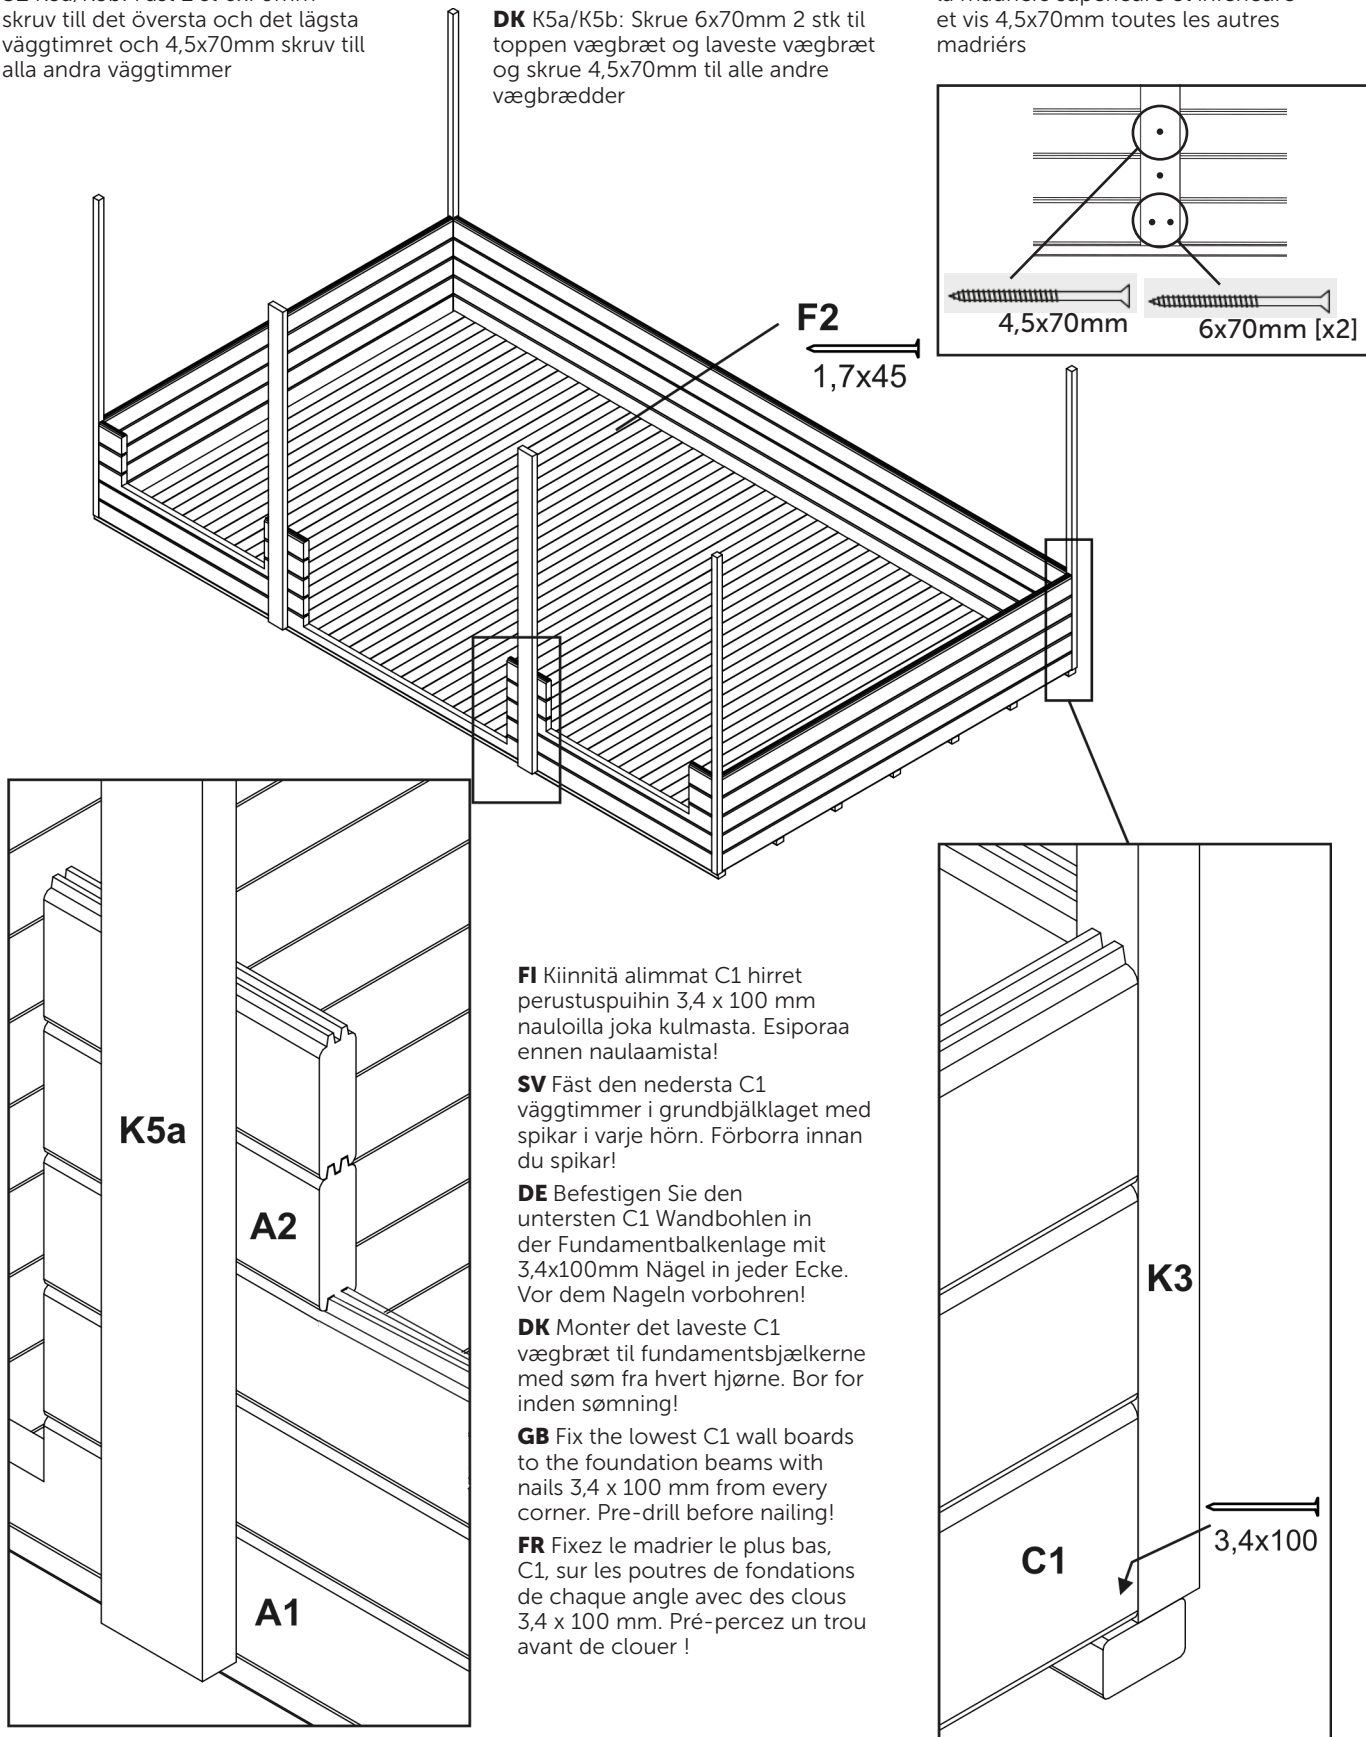 skruv till det översta och det lägsta
väggtimret och 4,5x70mm skruv till
alla andra väggtimmer
DK K5a/K5b: Skrue 6x70mm 2 stk til
toppen vægbræt og laveste vægbræt
og skrue 4,5x70mm til alle andre
vægbrædder
et vis 4,5x70mm toutes les autres
madriérs
4,5x70mm
6x70mm [x2]
F2
1,7x45
K5a
A2
A1
FI Kiinnitä alimmat C1 hirret
perustuspuihin 3,4 x 100 mm
nauloilla joka kulmasta. Esiporaa
ennen naulaamista!
SV Fäst den nedersta C1
väggtimmer i grundbjälklaget med
spikar i varje hörn. Förborra innan
du spikar!
DE Befestigen Sie den
untersten C1 Wandbohlen in
der Fundamentbalkenlage mit
3,4x100mm Nägel in jeder Ecke.
Vor dem Nageln vorbohren!
DK Monter det laveste C1
vægbræt til fundamentsbjælkerne
med søm fra hvert hjørne. Bor for
inden sømning!
GB Fix the lowest C1 wall boards
to the foundation beams with
nails 3,4 x 100 mm from every
corner. Pre-drill before nailing!
FR Fixez le madrier le plus bas,
C1, sur les poutres de fondations
de chaque angle avec des clous
3,4 x 100 mm. Pré-percez un trou
avant de clouer !
K3
C1
3,4x100